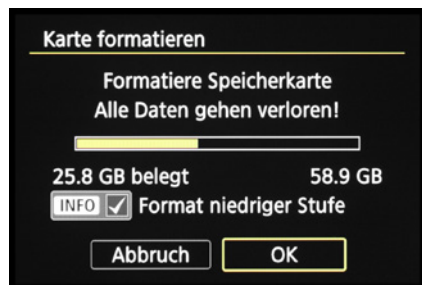 Karte formatieren
Formatiere Speicherkarte
Alle Daten gehen verloren!
25.8 GB belegt 58.9 GB
INFO Format niedriger Stufe
Abbruch OK